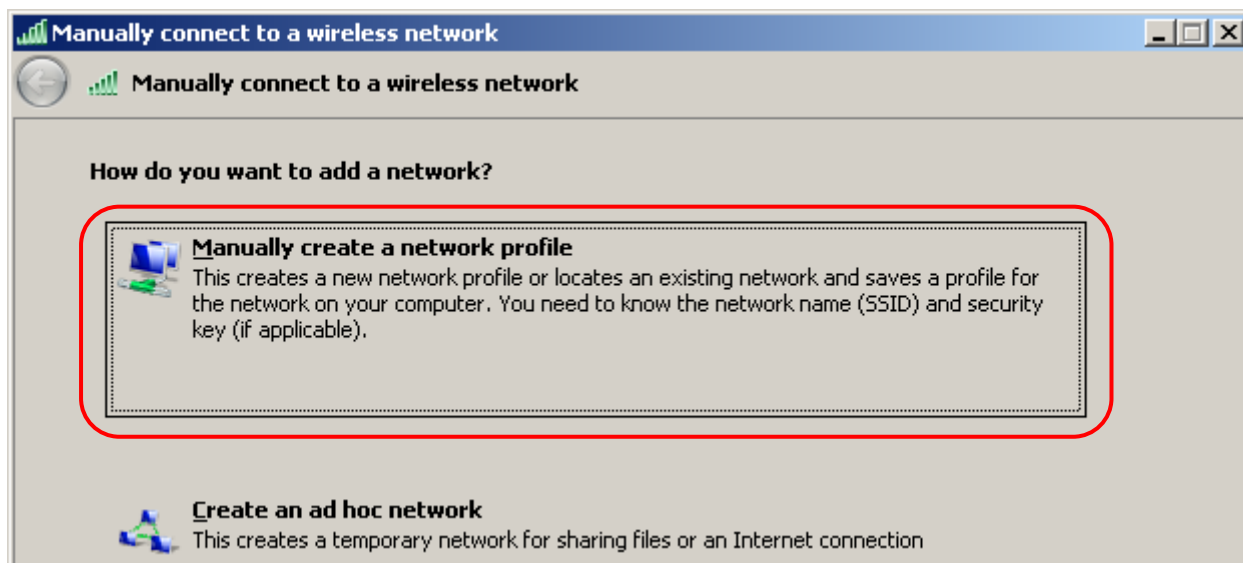 Manually connect to a wireless network
Manually connect to a wireless network
How do you want to add a network?
Manually create a network profile
This creates a new network profile or locates an existing network and saves a profile for
the network on your computer. You need to know the network name (SSID) and security
key (if applicable).
Create an ad hoc network
This creates a temporary network for sharing files or an Internet connection